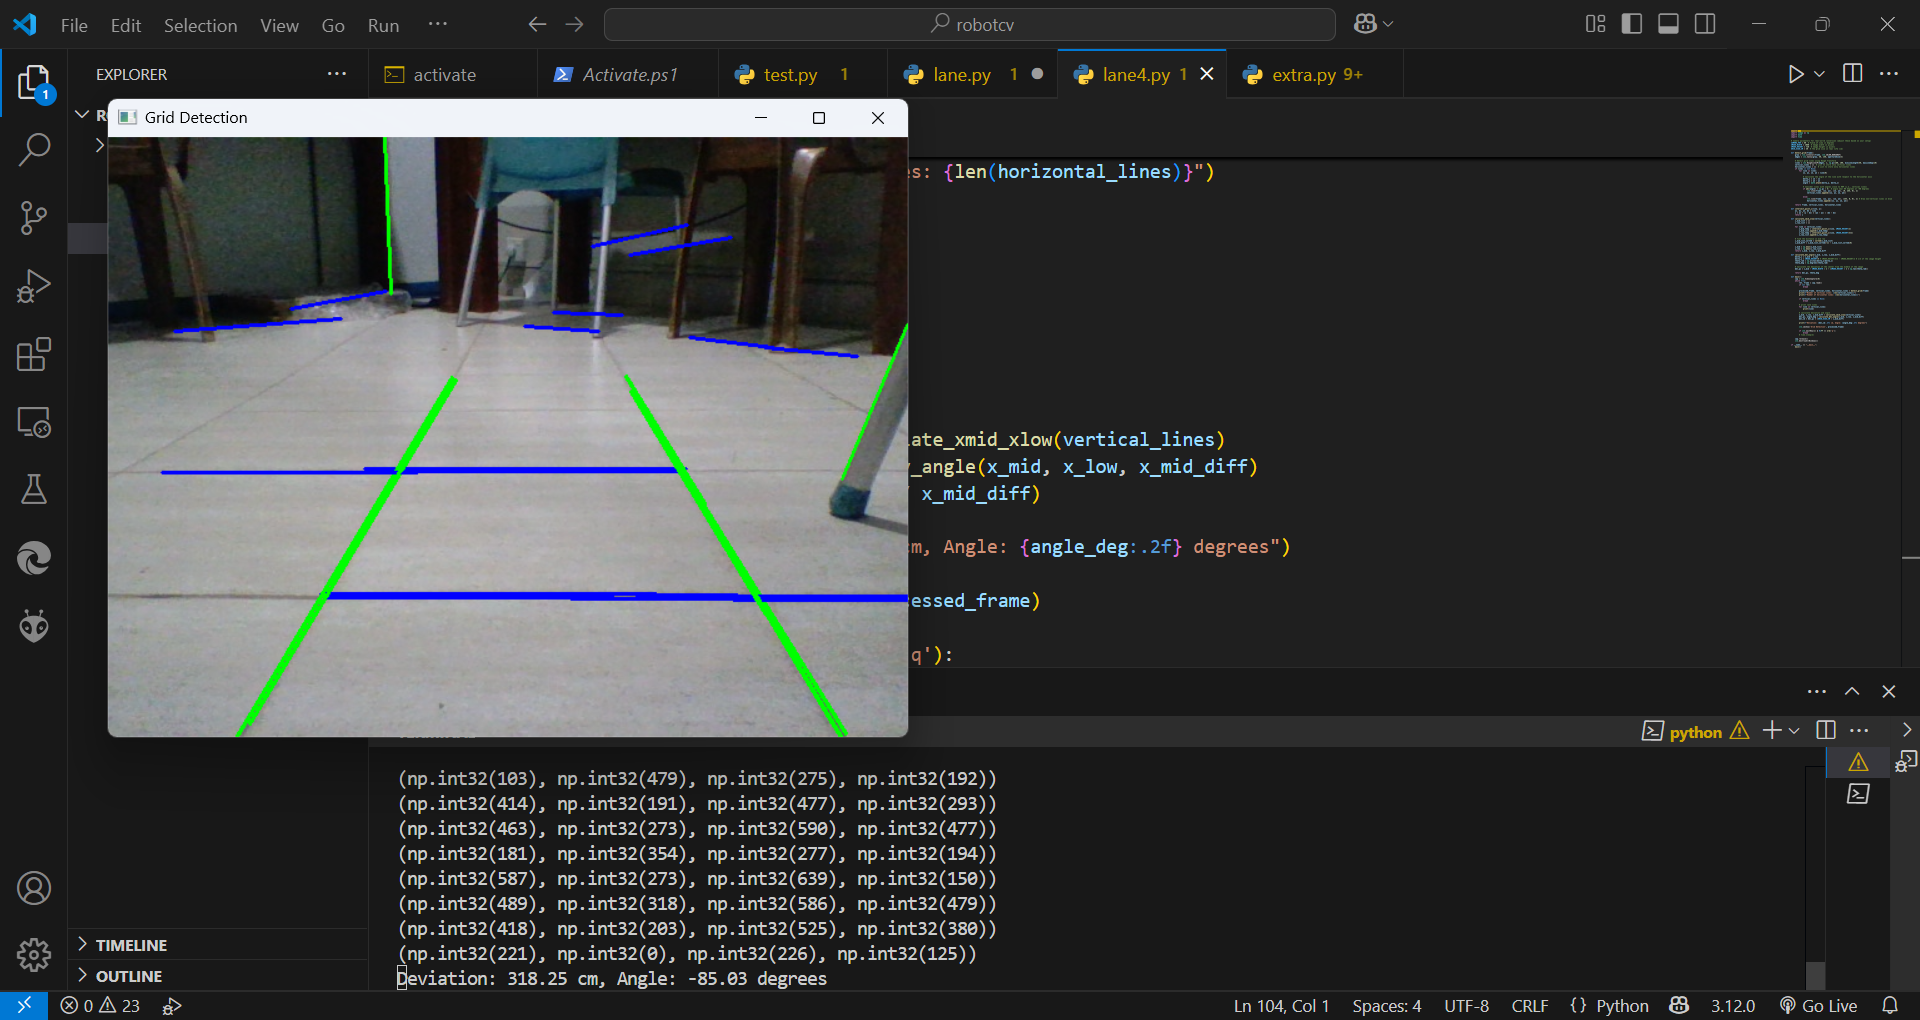 File Edit Selection View Go Run ··· robotcv
EXPLORER ···
activate Activate.ps1 test.py 1 lane.py 1 lane4.py 1 extra.py 9+
1
Grid Detection
s: {len(horizontal_lines)}")
ate_xmid_xlow(vertical_lines)
_angle(x_mid, x_low, x_mid_diff)
x_mid_diff)
m, Angle: {angle_deg:.2f} degrees")
essed_frame)
q'):
python
(np.int32(103), np.int32(479), np.int32(275), np.int32(192))
(np.int32(414), np.int32(191), np.int32(477), np.int32(293))
(np.int32(463), np.int32(273), np.int32(590), np.int32(477))
(np.int32(181), np.int32(354), np.int32(277), np.int32(194))
(np.int32(587), np.int32(273), np.int32(639), np.int32(150))
(np.int32(489), np.int32(318), np.int32(586), np.int32(479))
(np.int32(418), np.int32(203), np.int32(525), np.int32(380))
(np.int32(221), np.int32(0), np.int32(226), np.int32(125))
Deviation: 318.25 cm, Angle: -85.03 degrees
TIMELINE
OUTLINE
0 23 Ln 104, Col 1 Spaces: 4 UTF-8 CRLF {} Python 3.12.0 Go Live